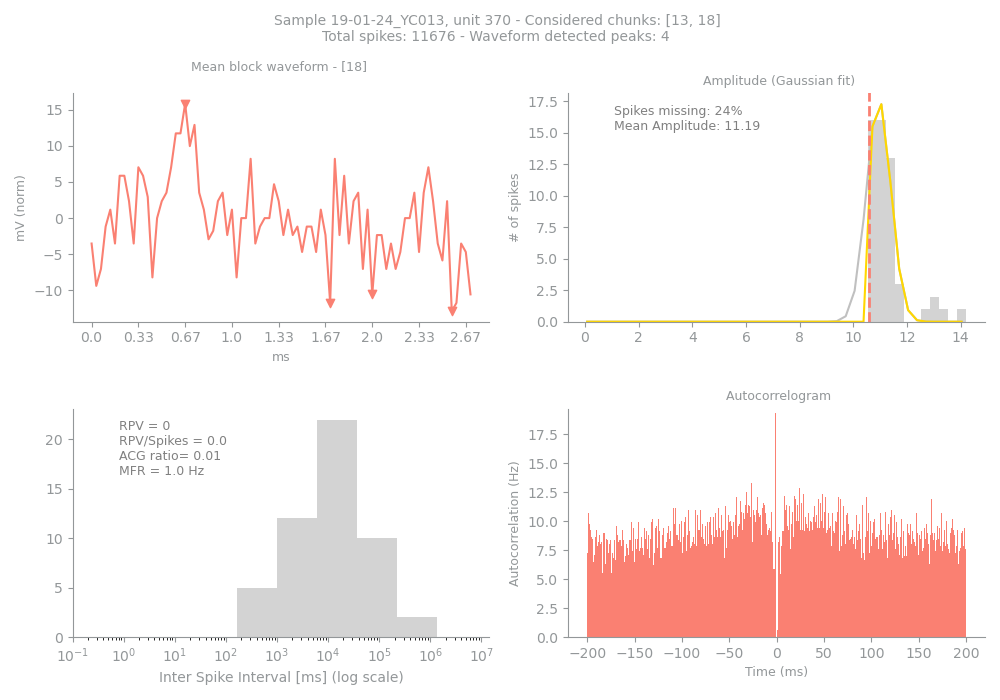 Sample 19-01-24_YC013, unit 370 - Considered chunks: [13, 18]
Total spikes: 11676 - Waveform detected peaks: 4
Mean block waveform - [18]
mV (norm)
15
10
5
0
−5
−10
0.0 0.33 0.67 1.0 1.33 1.67 2.0 2.33 2.67
ms
Amplitude (Gaussian fit)
Spikes missing: 24%
Mean Amplitude: 11.19
# of spikes
17.5
15.0
12.5
10.0
7.5
5.0
2.5
0.0
0 2 4 6 8 10 12 14
RPV = 0
RPV/Spikes = 0.0
ACG ratio= 0.01
MFR = 1.0 Hz
20
15
10
5
0
10⁻¹ 10⁰ 10¹ 10² 10³ 10⁴ 10⁵ 10⁶ 10⁷
Inter Spike Interval [ms] (log scale)
Autocorrelogram
Autocorrelation (Hz)
17.5
15.0
12.5
10.0
7.5
5.0
2.5
0.0
−200 −150 −100 −50 0 50 100 150 200
Time (ms)